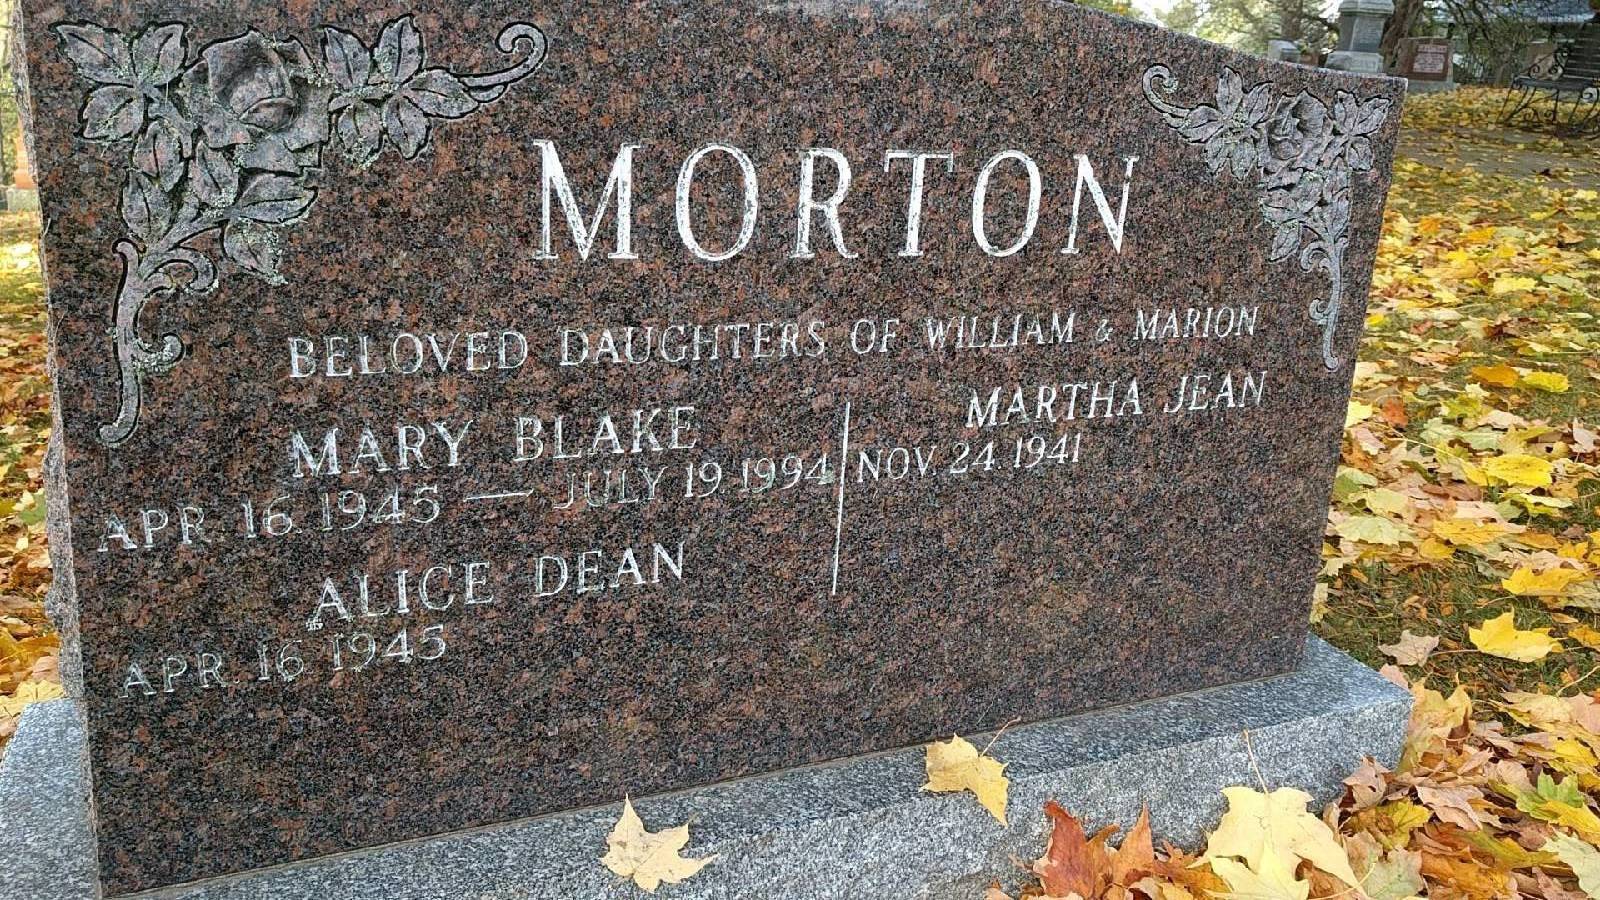 MORTON
BELOVED DAUGHTERS OF WILLIAM & MARION
MARY BLAKE
APR. 16. 1945 — JULY 19. 1994
ALICE DEAN
APR. 16 1945
MARTHA JEAN
NOV. 24. 1941